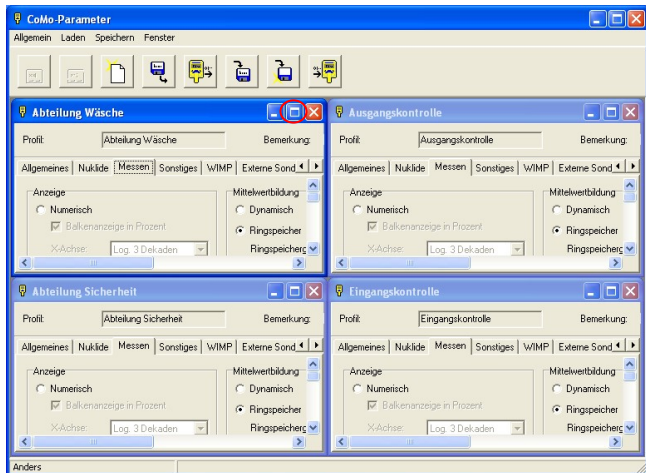 CoMo-Parameter
Allgemein Laden Speichern Fenster
Abteilung Wäsche
Profil: Abteilung Wäsche Bemerkung:
Allgemeines Nuklide Messen Sonstiges WIMP Externe Sond
Anzeige
Mittelwertbildung
Numerisch
Dynamisch
Balkenanzeige in Prozent
Ringspeicher
X-Achse: Log. 3 Dekaden
Ringspeicherg
Ausgangskontrolle
Profil: Ausgangskontrolle Bemerkung:
Allgemeines Nuklide Messen Sonstiges WIMP Externe Sond
Anzeige
Mittelwertbildung
Numerisch
Dynamisch
Balkenanzeige in Prozent
Ringspeicher
X-Achse: Log. 3 Dekaden
Ringspeicherg
Abteilung Sicherheit
Profil: Abteilung Sicherheit Bemerkung:
Allgemeines Nuklide Messen Sonstiges WIMP Externe Sond
Anzeige
Mittelwertbildung
Numerisch
Dynamisch
Balkenanzeige in Prozent
Ringspeicher
X-Achse: Log. 3 Dekaden
Ringspeicherg
Eingangskontrolle
Profil: Eingangskontrolle Bemerkung:
Allgemeines Nuklide Messen Sonstiges WIMP Externe Sond
Anzeige
Mittelwertbildung
Numerisch
Dynamisch
Balkenanzeige in Prozent
Ringspeicher
X-Achse: Log. 3 Dekaden
Ringspeicherg
Anders